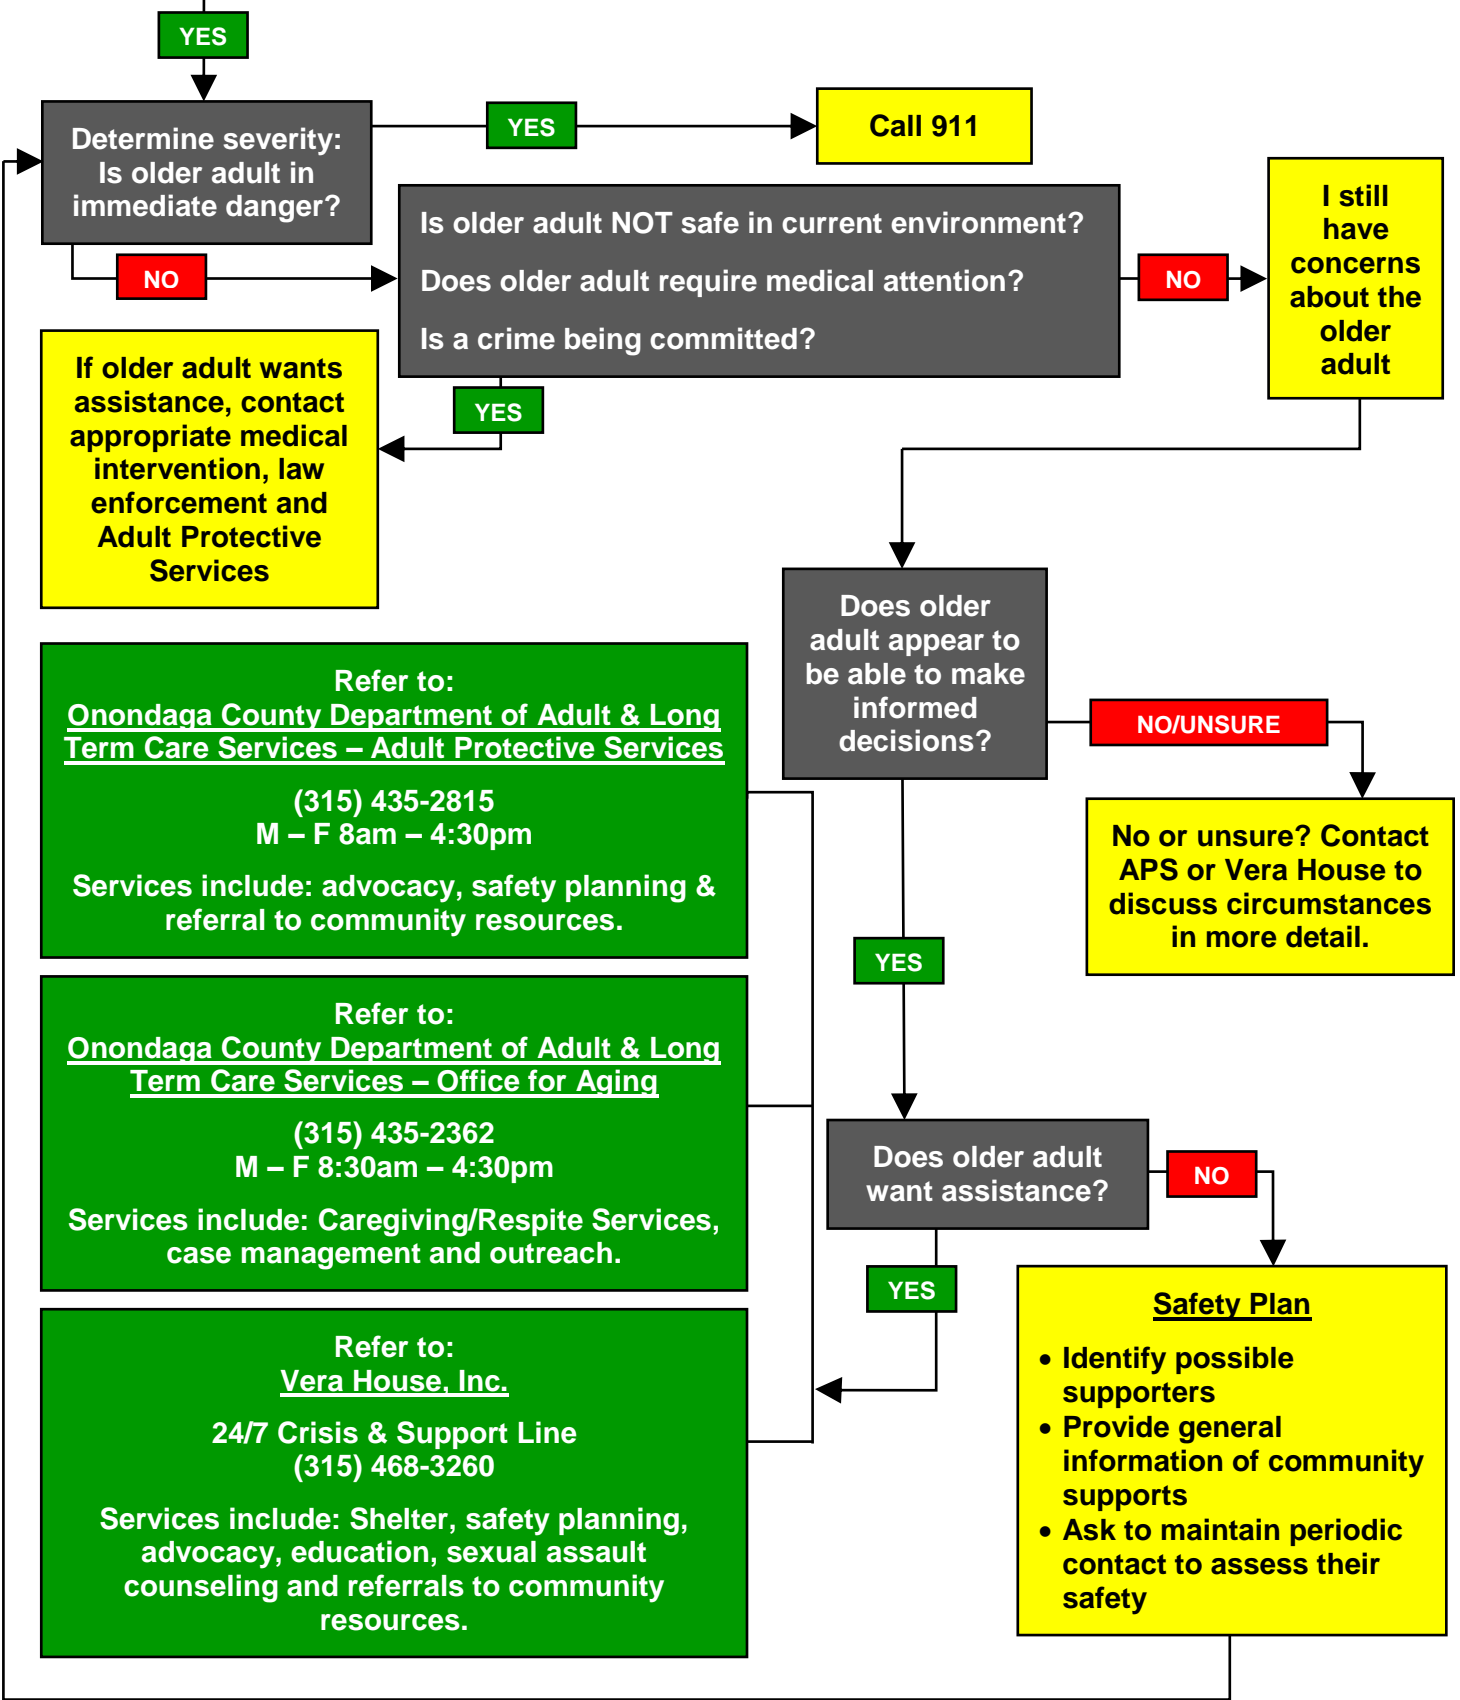 YES
Determine severity:
Is older adult in
immediate danger?
YES
Call 911
NO
Is older adult NOT safe in current environment?
Does older adult require medical attention?
Is a crime being committed?
NO
I still
have
concerns
about the
older
adult
YES
If older adult wants
assistance, contact
appropriate medical
intervention, law
enforcement and
Adult Protective
Services
Does older
adult appear to
be able to make
informed
decisions?
NO/UNSURE
No or unsure? Contact
APS or Vera House to
discuss circumstances
in more detail.
YES
Does older adult
want assistance?
NO
Safety Plan
• Identify possible
supporters
• Provide general
information of community
supports
• Ask to maintain periodic
contact to assess their
safety
YES
Refer to:
Onondaga County Department of Adult & Long
Term Care Services – Adult Protective Services
(315) 435-2815
M – F 8am – 4:30pm
Services include: advocacy, safety planning &
referral to community resources.
Refer to:
Onondaga County Department of Adult & Long
Term Care Services – Office for Aging
(315) 435-2362
M – F 8:30am – 4:30pm
Services include: Caregiving/Respite Services,
case management and outreach.
Refer to:
Vera House, Inc.
24/7 Crisis & Support Line
(315) 468-3260
Services include: Shelter, safety planning,
advocacy, education, sexual assault
counseling and referrals to community
resources.